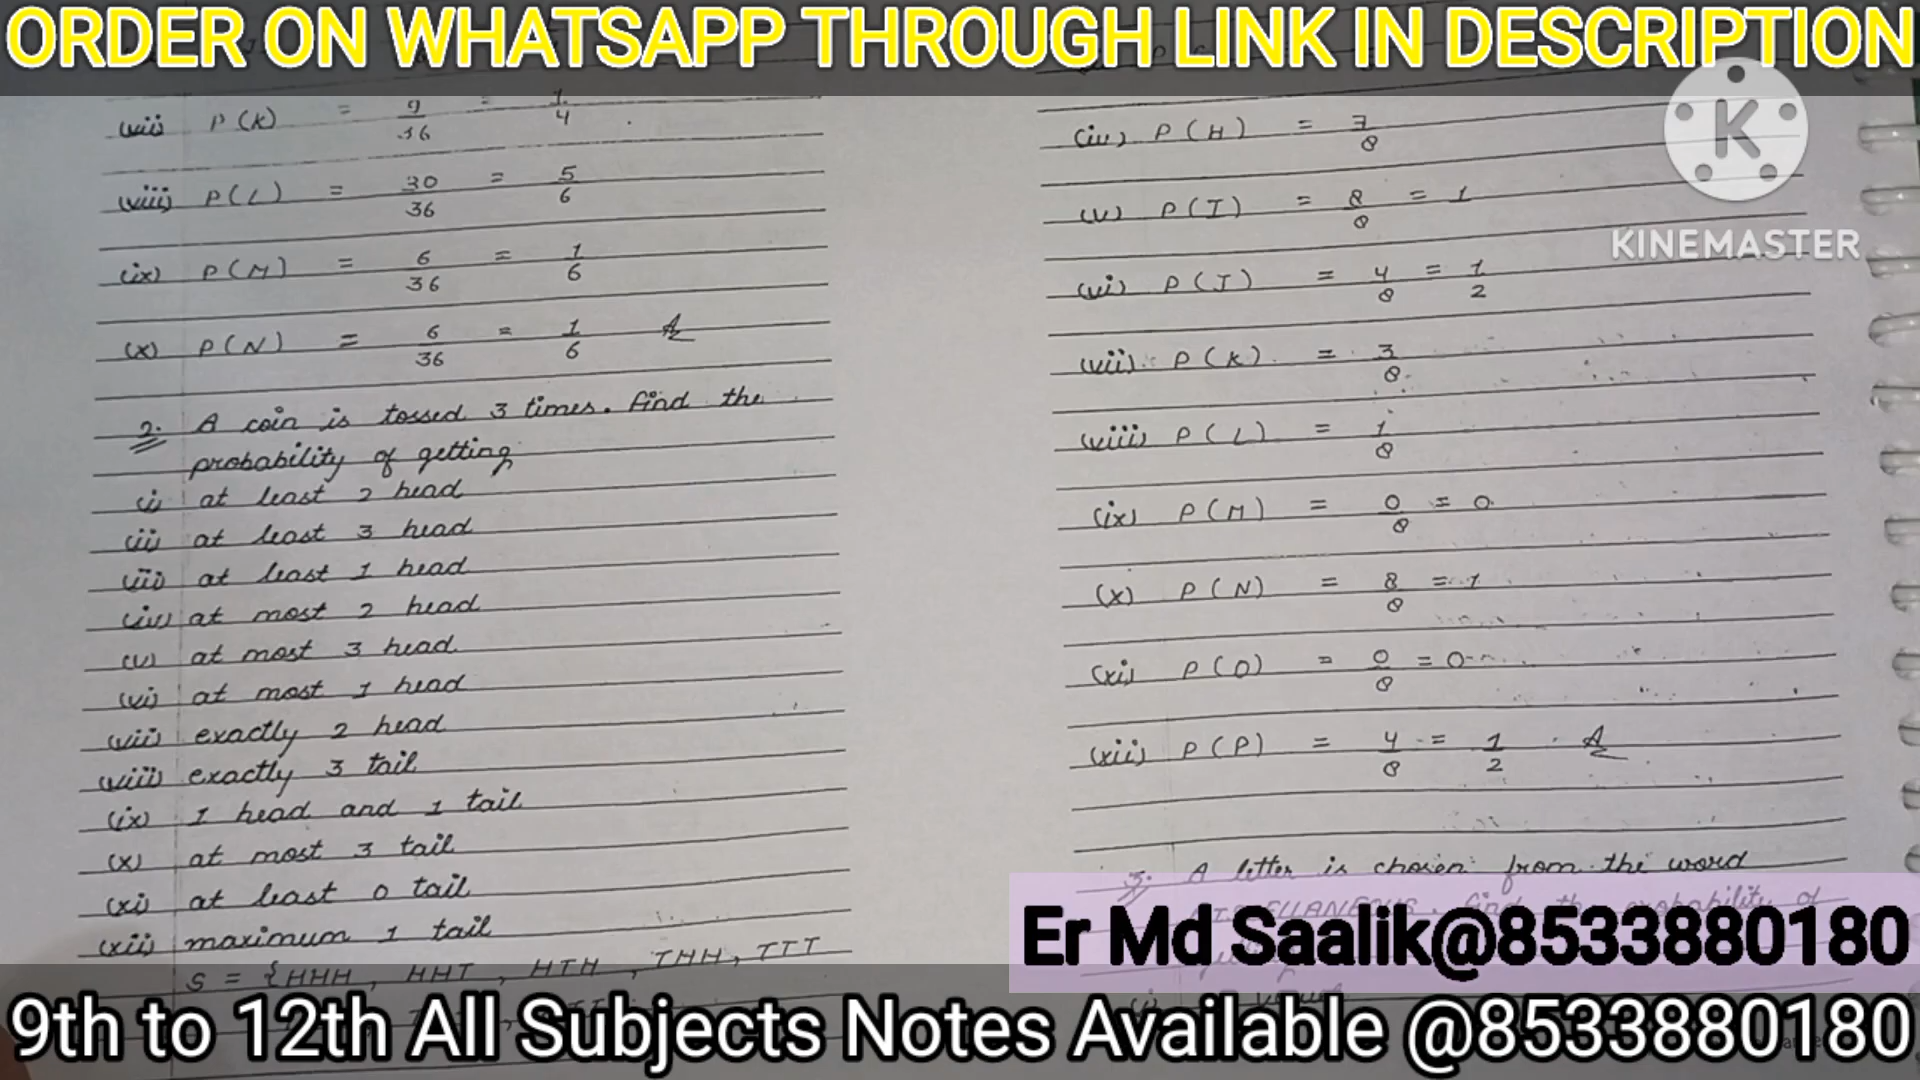 ORDER ON WHATSAPP THROUGH LINK IN DESCRIPTION
(vii) P(K) = 9/36 = 1/4
(viii) P(L) = 30/36 = 5/6
(ix) P(M) = 6/36 = 1/6
(x) P(N) = 6/36 = 1/6 A
2. A coin is tossed 3 times. find the
probability of getting
(i) at least 2 head
(ii) at least 3 head
(iii) at least 1 head
(iv) at most 2 head
(v) at most 3 head
(vi) at most 1 head
(vii) exactly 2 head
(viii) exactly 3 tail
(ix) 1 head and 1 tail
(x) at most 3 tail
(xi) at least 0 tail
(xii) maximum 1 tail
S = {HHH, HHT, HTH, THH, TTT
(iv) P(H) = 7/8
(v) P(I) = 8/8 = 1
(vi) P(J) = 4/8 = 1/2
(vii) P(K) = 3/8
(viii) P(L) = 1/8
(ix) P(M) = 0/8 = 0
(x) P(N) = 8/8 = 1
(xi) P(O) = 0/8 = 0
(xii) P(P) = 4/8 = 1/2 A
3. A letter is chosen from the word
find the probability of
K
KINEMASTER
Er Md Saalik@8533880180
9th to 12th All Subjects Notes Available @8533880180